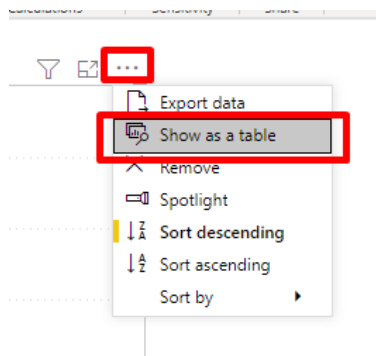 Calculations Sensitivity Share
Export data
Show as a table
Remove
Spotlight
Sort descending
Sort ascending
Sort by